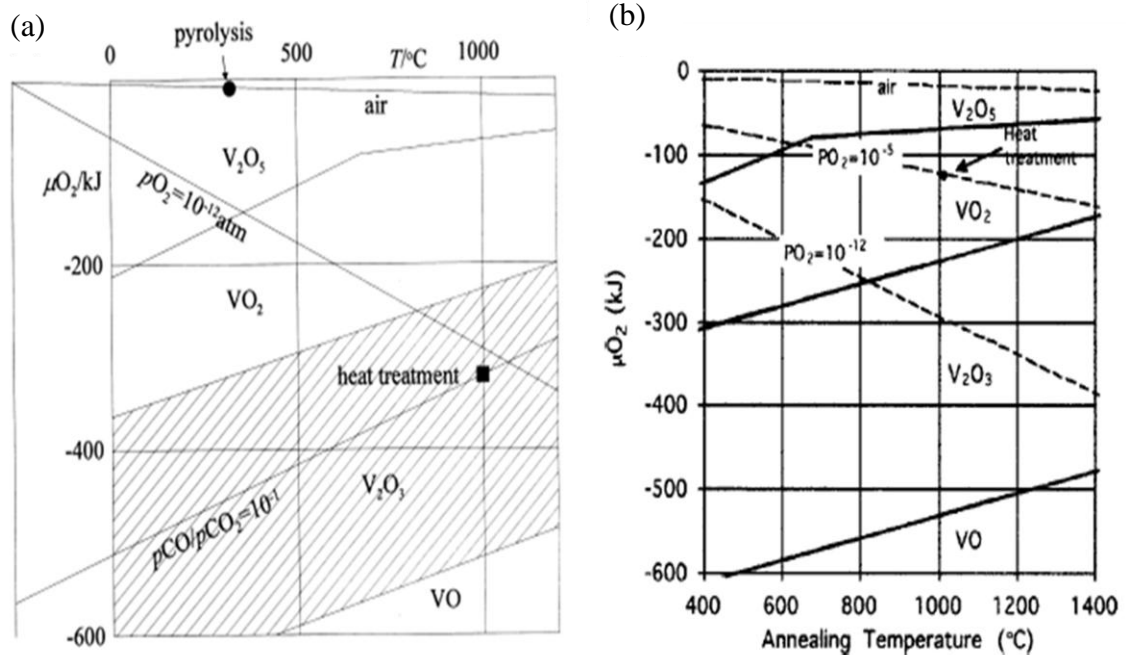 (a)
pyrolysis
0
500
T/°C
1000
air
V₂O₅
μO₂/kJ
pO₂=10⁻¹²atm
-200
VO₂
heat treatment
-400
V₂O₃
pCO/pCO₂=10⁻¹
VO
-600
(b)
0
air
V₂O₅
Heat
treatment
-100
PO₂=10⁻⁵
VO₂
-200
PO₂=10⁻¹²
μO₂ (kJ)
-300
V₂O₃
-400
-500
VO
-600
400
600
800
1000
1200
1400
Annealing Temperature (°C)